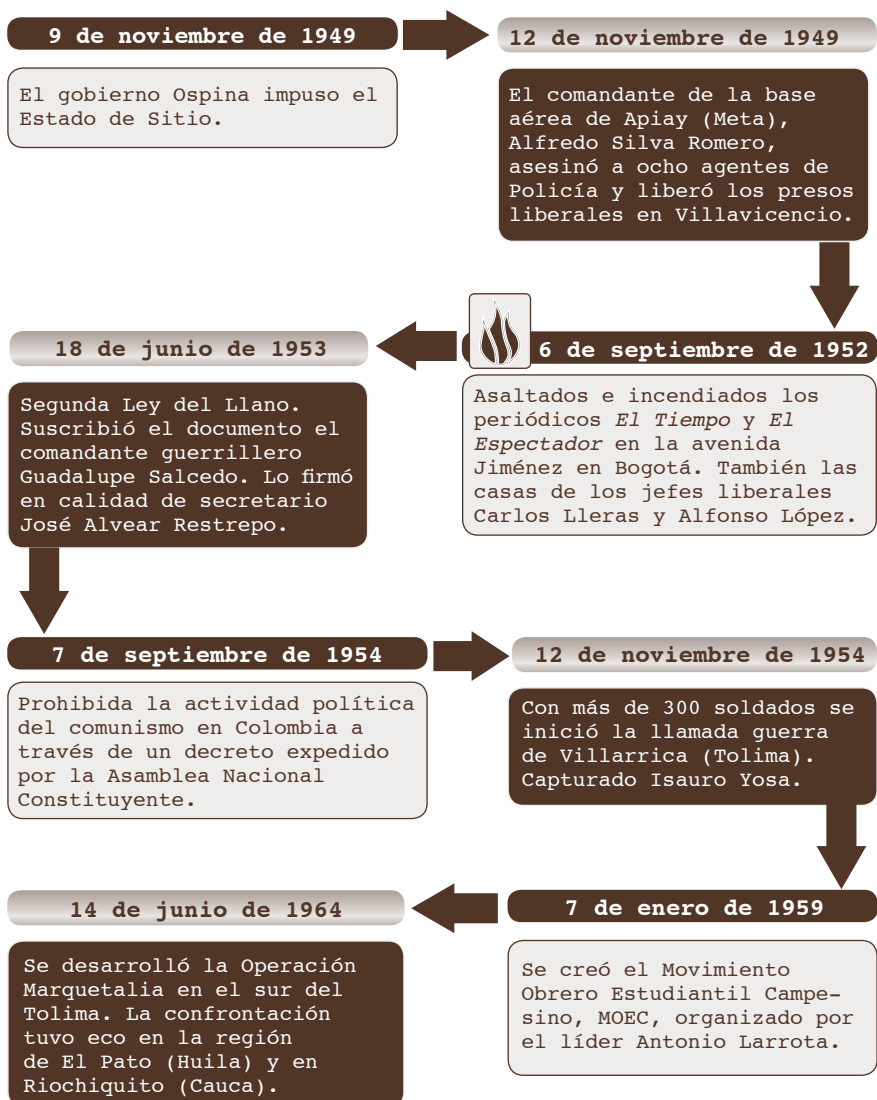 9 de noviembre de 1949
El gobierno Ospina impuso el
Estado de Sitio.
12 de noviembre de 1949
El comandante de la base
aérea de Apiay (Meta),
Alfredo Silva Romero,
asesinó a ocho agentes de
Policía y liberó los presos
liberales en Villavicencio.
6 de septiembre de 1952
Asaltados e incendiados los
periódicos El Tiempo y El
Espectador en la avenida
Jiménez en Bogotá. También las
casas de los jefes liberales
Carlos Lleras y Alfonso López.
18 de junio de 1953
Segunda Ley del Llano.
Suscribió el documento el
comandante guerrillero
Guadalupe Salcedo. Lo firmó
en calidad de secretario
José Alvear Restrepo.
7 de septiembre de 1954
Prohibida la actividad política
del comunismo en Colombia a
través de un decreto expedido
por la Asamblea Nacional
Constituyente.
12 de noviembre de 1954
Con más de 300 soldados se
inició la llamada guerra
de Villarrica (Tolima).
Capturado Isauro Yosa.
7 de enero de 1959
Se creó el Movimiento
Obrero Estudiantil Campe-
sino, MOEC, organizado por
el líder Antonio Larrota.
14 de junio de 1964
Se desarrolló la Operación
Marquetalia en el sur del
Tolima. La confrontación
tuvo eco en la región
de El Pato (Huila) y en
Riochiquito (Cauca).